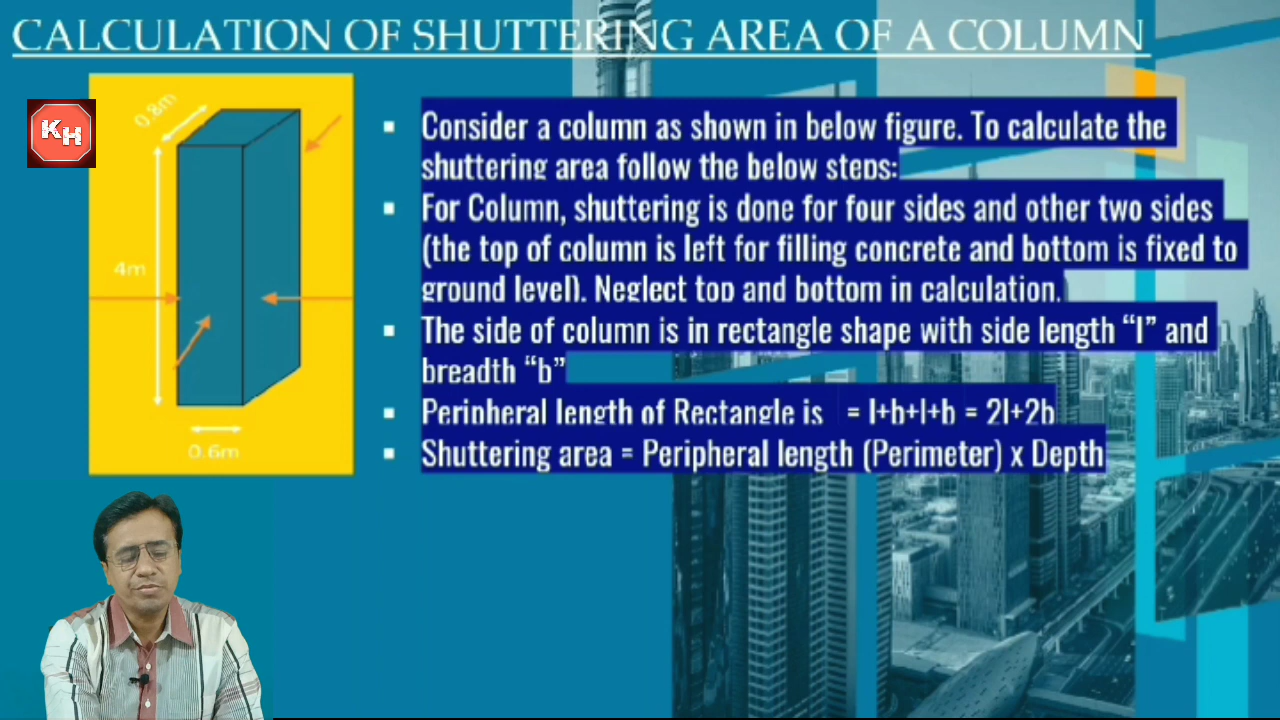 CALCULATION OF SHUTTERING AREA OF A COLUMN
KH
0.8m
4m
0.6m
Consider a column as shown in below figure. To calculate the
shuttering area follow the below steps:
For Column, shuttering is done for four sides and other two sides
(the top of column is left for filling concrete and bottom is fixed to
ground level). Neglect top and bottom in calculation.
The side of column is in rectangle shape with side length “l” and
breadth “b”
Peripheral length of Rectangle is = l+b+l+b = 2l+2b
Shuttering area = Peripheral length (Perimeter) x Depth